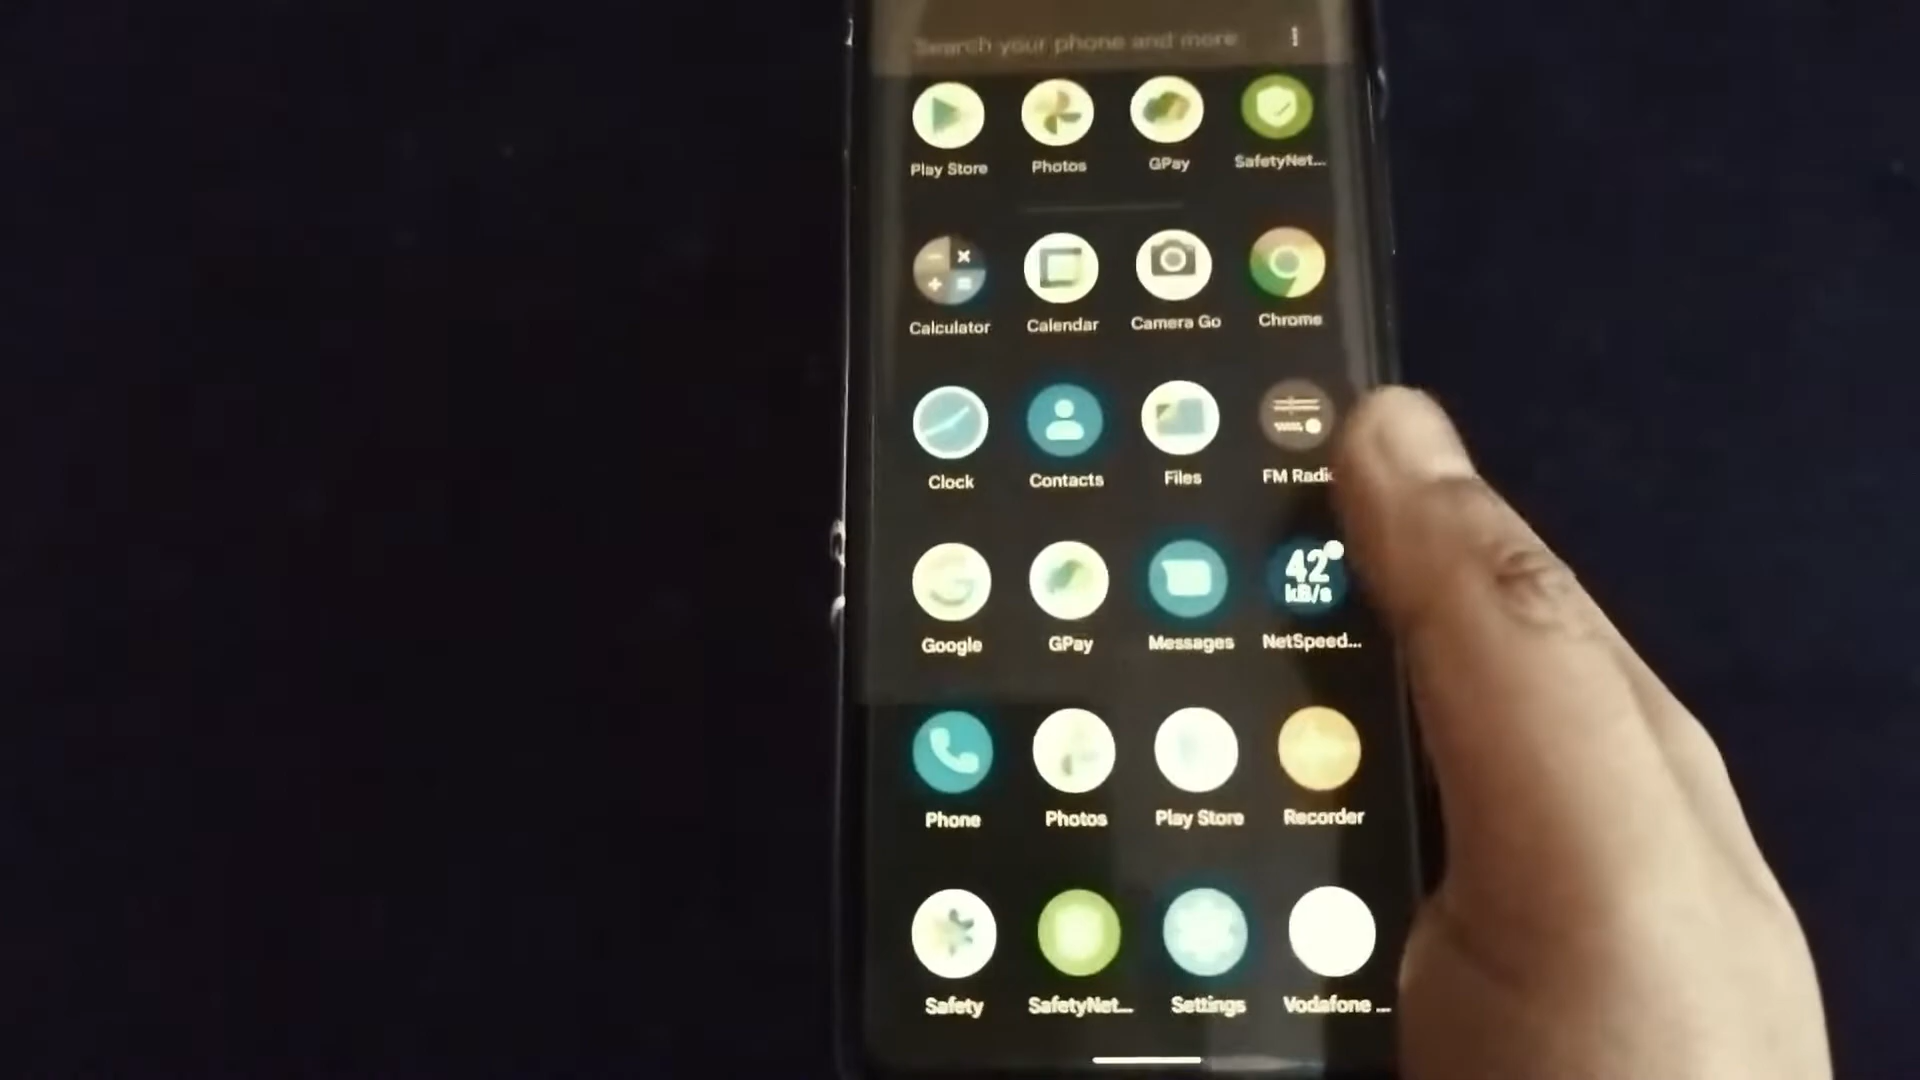 Search your phone and more
Play Store Photos GPay SafetyNet...
Calculator Calendar Camera Go Chrome
Clock Contacts Files FM Radi
42
kB/s
Google GPay Messages NetSpeed...
Phone Photos Play Store Recorder
Safety SafetyNet... Settings Vodafone ...